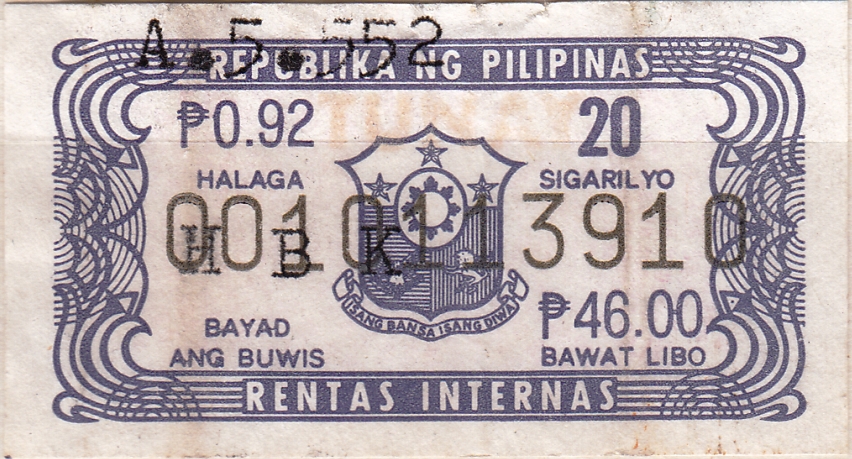 A.5.552
REPUBLIKA NG PILIPINAS
₱0.92
HALAGA
20
SIGARILYO
TUNAY
0010113910
H B K
ISANG BANSA ISANG DIWA
BAYAD
ANG BUWIS
₱46.00
BAWAT LIBO
RENTAS INTERNAS